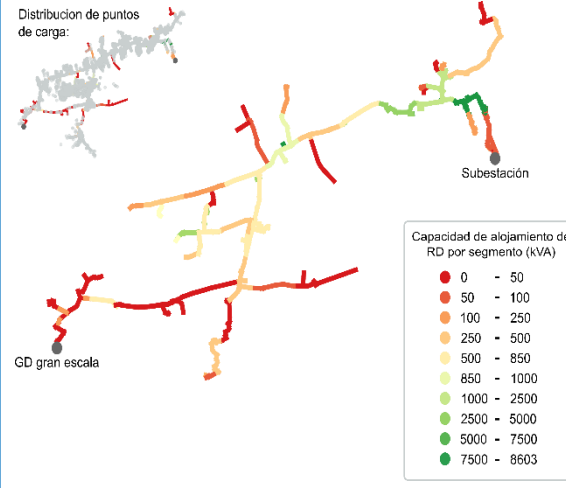 Distribucion de puntos
de carga:
Subestación
GD gran escala
Capacidad de alojamiento de
RD por segmento (kVA)
0 - 50
50 - 100
100 - 250
250 - 500
500 - 850
850 - 1000
1000 - 2500
2500 - 5000
5000 - 7500
7500 - 8603